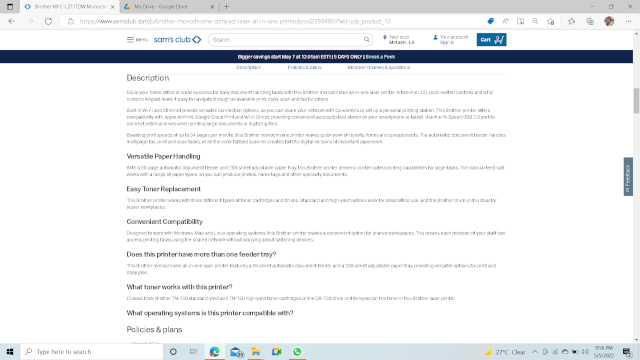 Brother MFC-L2710DW Monoch
My Drive - Google Drive
https://www.samsclub.com
Menu
sam's club
Search
Your club
Metairie, LA
Your account
Sign in
Cart
Bigger savings start May 7 at 12:01am EST! | 5 DAYS ONLY | Sneak a Peek
Description
Policies & plans
Member reviews & questions
Description
Equip your home office or small business for daily document handling tasks with this Brother monochrome all-in-one laser printer. A two-line LCD, push-button controls and a full
numeric keypad make it easy to navigate through all available print, copy, scan and fax functions.
Built-in Wi-Fi and Ethernet provide versatile connection options, so you can share your network with coworkers or set up a personal printing station. This Brother printer offers
compatibility with Apple AirPrint, Google Cloud Print and Wi-Fi Direct, providing convenient access to files stored on your smartphone or tablet. Use the Hi-Speed USB 2.0 port to
connect external drives when printing large documents or digitizing files.
Boasting print speeds of up to 34 pages per minute, this Brother monochrome printer makes quick work of reports, forms and spreadsheets. The automatic document feeder handles
multipage fax, print and scan tasks, while the color flatbed scanner creates faithful digital versions of important paperwork.
Versatile Paper Handling
With a 50-page automatic document feeder and 250-sheet adjustable paper tray, this Brother printer delivers uninterrupted printing capabilities for large tasks. The manual feed slot
works with a range of paper types, so you can produce photos, name tags and other specialty documents.
Easy Toner Replacement
This Brother printer works with three different types of toner cartridges and drums. Standard and high-yield options work for small office use, and the Brother drum unit is ideal for
busier workplaces.
Convenient Compatibility
Designed to work with Windows, Mac and Linux operating systems, this Brother printer makes a convenient option for shared workspaces. This means each member of your staff can
access printing tasks using the shared network without worrying about switching devices.
Does this printer have more than one feeder tray?
This Brother monochrome all-in-one laser printer features a 50-sheet automatic document feeder and a 250-sheet adjustable paper tray, providing versatile options for print and
copy jobs.
What toner works with this printer?
Choose from Brother TN-730 standard-yield and TN-760 high-yield toner cartridges or the DR-730 drum unit to replenish the toner in this Brother laser printer.
What operating systems is this printer compatible with?
Policies & plans
Feedback
Type here to search
27°C Clear
9:56 PM
5/5/2022